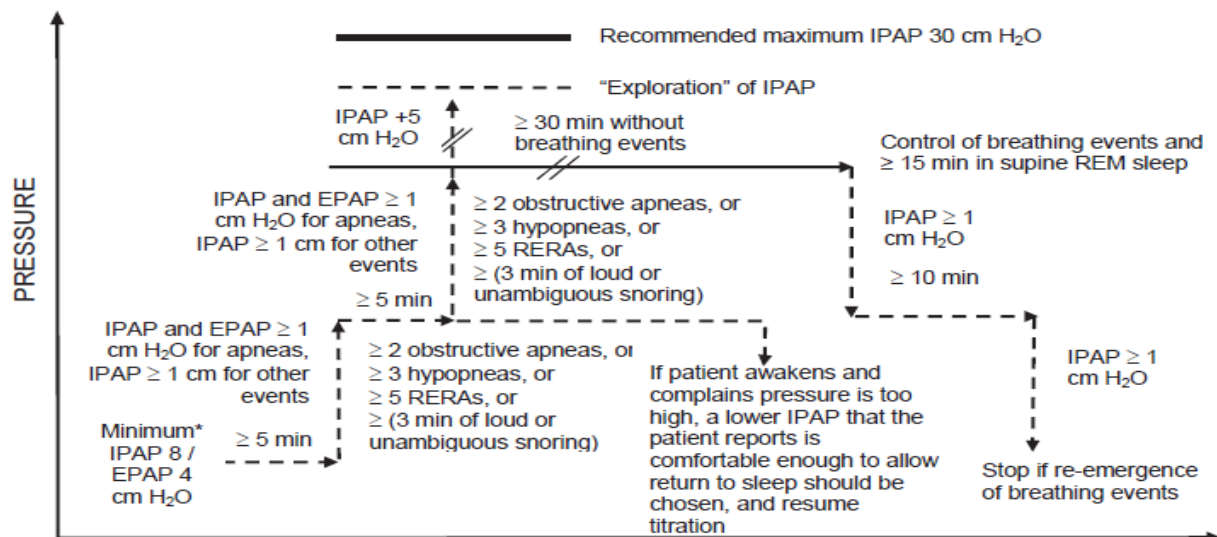 PRESSURE
Recommended maximum IPAP 30 cm H₂O
“Exploration” of IPAP
IPAP +5
cm H₂O
≥ 30 min without
breathing events
Control of breathing events and
≥ 15 min in supine REM sleep
IPAP and EPAP ≥ 1
cm H₂O for apneas,
IPAP ≥ 1 cm for other
events
≥ 2 obstructive apneas, or
≥ 3 hypopneas, or
≥ 5 RERAs, or
≥ (3 min of loud or
unambiguous snoring)
IPAP ≥ 1
cm H₂O
≥ 10 min
≥ 5 min
IPAP and EPAP ≥ 1
cm H₂O for apneas,
IPAP ≥ 1 cm for other
events
≥ 2 obstructive apneas, or
≥ 3 hypopneas, or
≥ 5 RERAs, or
≥ (3 min of loud or
unambiguous snoring)
If patient awakens and
complains pressure is too
high, a lower IPAP that the
patient reports is
comfortable enough to allow
return to sleep should be
chosen, and resume
titration
IPAP ≥ 1
cm H₂O
Minimum*
IPAP 8 /
EPAP 4
cm H₂O
≥ 5 min
Stop if re-emergence
of breathing events